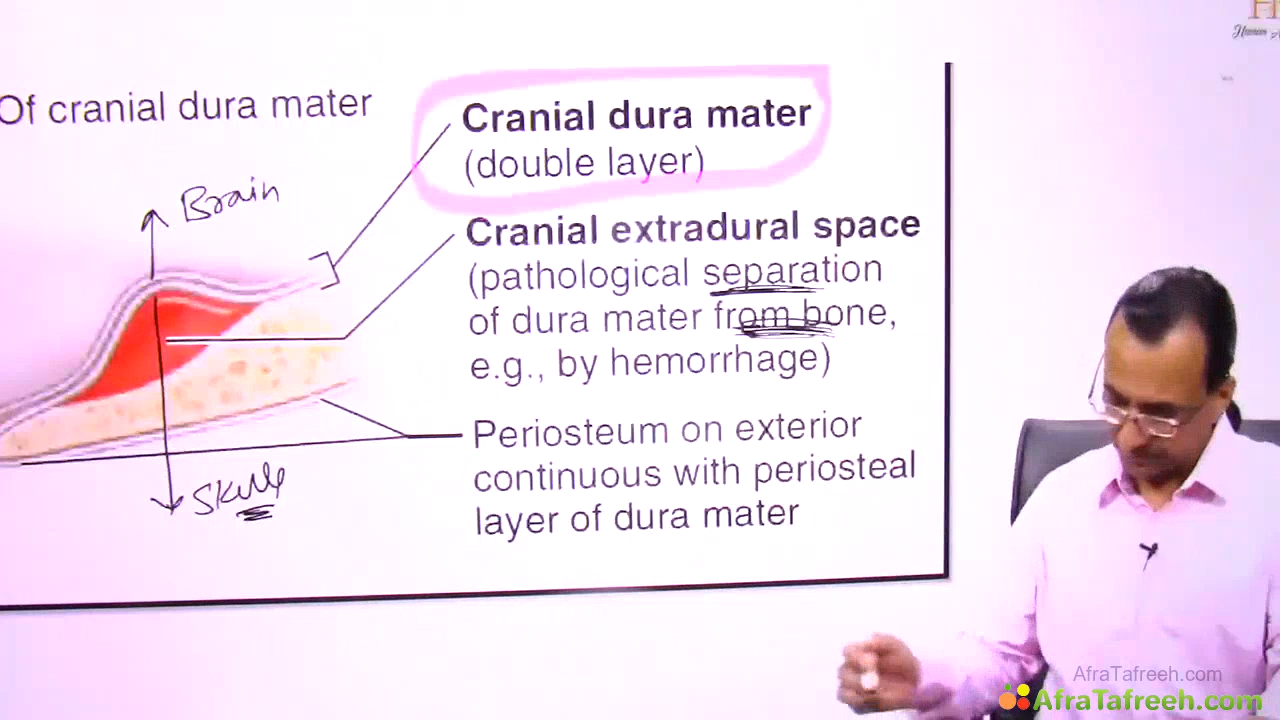 Of cranial dura mater
Cranial dura mater
(double layer)
Brain
Cranial extradural space
(pathological separation
of dura mater from bone,
e.g., by hemorrhage)
Periosteum on exterior
continuous with periosteal
layer of dura mater
Skull
AfraTafreeh.com
AfraTafreeh.com